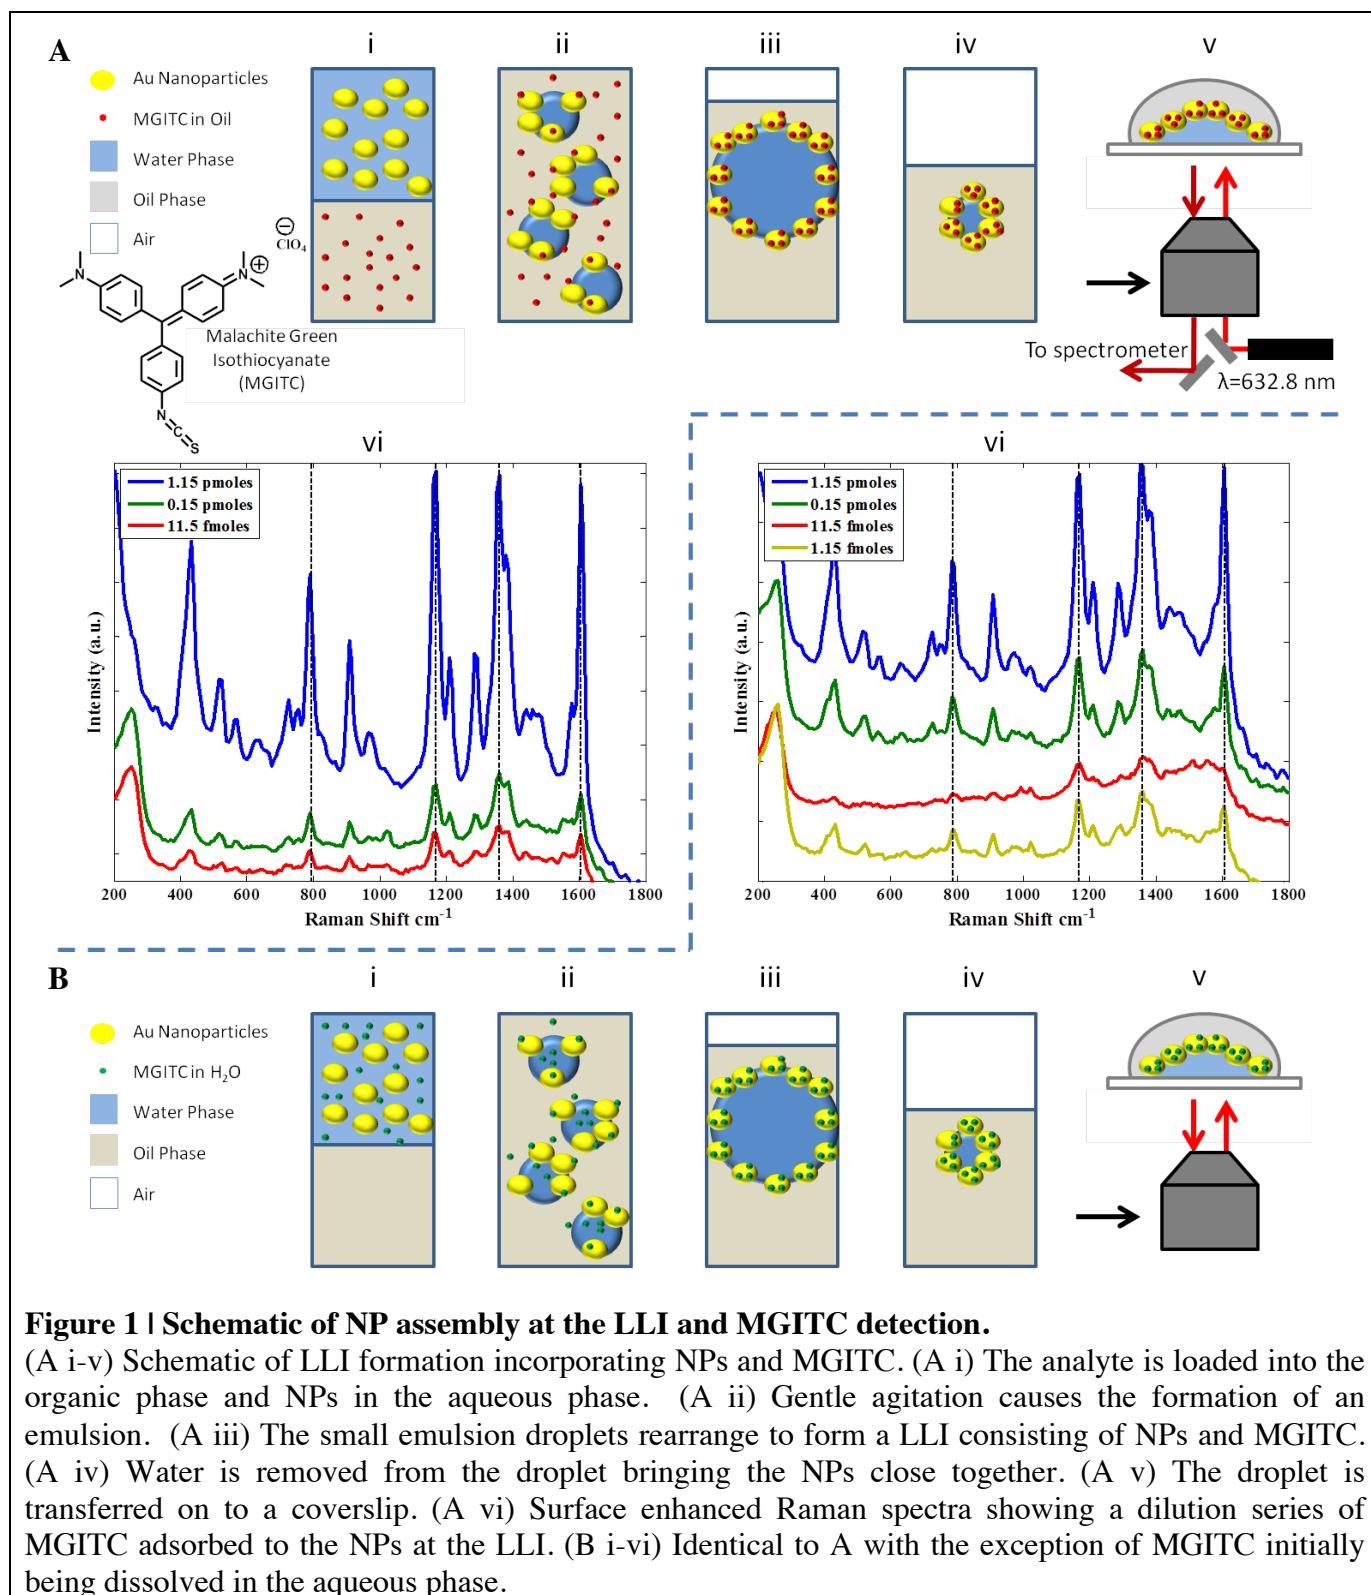 A
i
ii
iii
iv
v
Au Nanoparticles
MGITC in Oil
Water Phase
Oil Phase
Air
⊖
ClO4
N
N
⊕
Malachite Green
Isothiocyanate
(MGITC)
N
C
S
To spectrometer
λ=632.8 nm
vi
1.15 pmoles
0.15 pmoles
11.5 fmoles
Intensity (a.u.)
200 400 600 800 1000 1200 1400 1600 1800
Raman Shift cm-1
vi
1.15 pmoles
0.15 pmoles
11.5 fmoles
1.15 fmoles
Intensity (a.u.)
200 400 600 800 1000 1200 1400 1600 1800
Raman Shift cm-1
B
i
ii
iii
iv
v
Au Nanoparticles
MGITC in H2O
Water Phase
Oil Phase
Air
Figure 1 | Schematic of NP assembly at the LLI and MGITC detection.
(A i-v) Schematic of LLI formation incorporating NPs and MGITC. (A i) The analyte is loaded into the
organic phase and NPs in the aqueous phase. (A ii) Gentle agitation causes the formation of an
emulsion. (A iii) The small emulsion droplets rearrange to form a LLI consisting of NPs and MGITC.
(A iv) Water is removed from the droplet bringing the NPs close together. (A v) The droplet is
transferred on to a coverslip. (A vi) Surface enhanced Raman spectra showing a dilution series of
MGITC adsorbed to the NPs at the LLI. (B i-vi) Identical to A with the exception of MGITC initially
being dissolved in the aqueous phase.